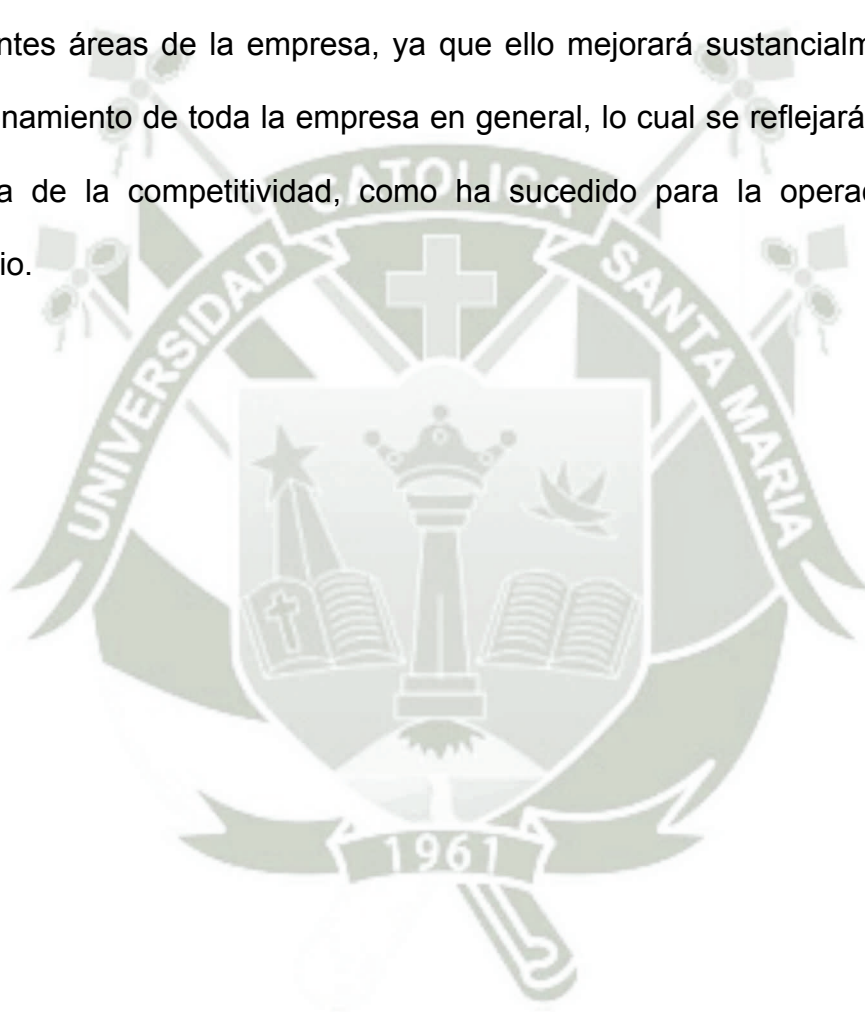 ntes áreas de la empresa, ya que ello mejorará sustancialm
namiento de toda la empresa en general, lo cual se reflejará
a de la competitividad, como ha sucedido para la operac
io.
UNIVERSIDAD CATOLICA SANTA MARIA
1961